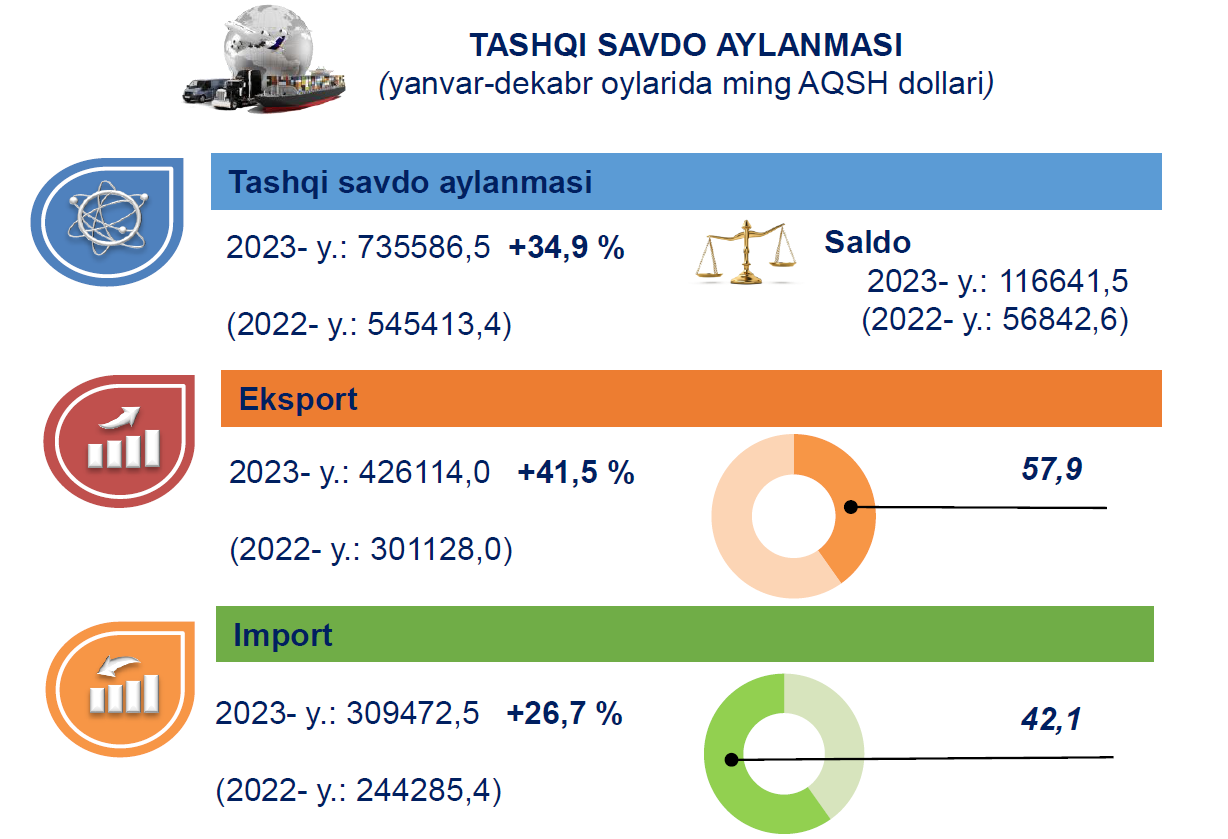 TASHQI SAVDO AYLANMASI
(yanvar-dekabr oylarida ming AQSH dollari)
Tashqi savdo aylanmasi
2023- y.: 735586,5 +34,9 %
(2022- y.: 545413,4)
Saldo
2023- y.: 116641,5
(2022- y.: 56842,6)
Eksport
2023- y.: 426114,0 +41,5 %
(2022- y.: 301128,0)
57,9
Import
2023- y.: 309472,5 +26,7 %
(2022- y.: 244285,4)
42,1